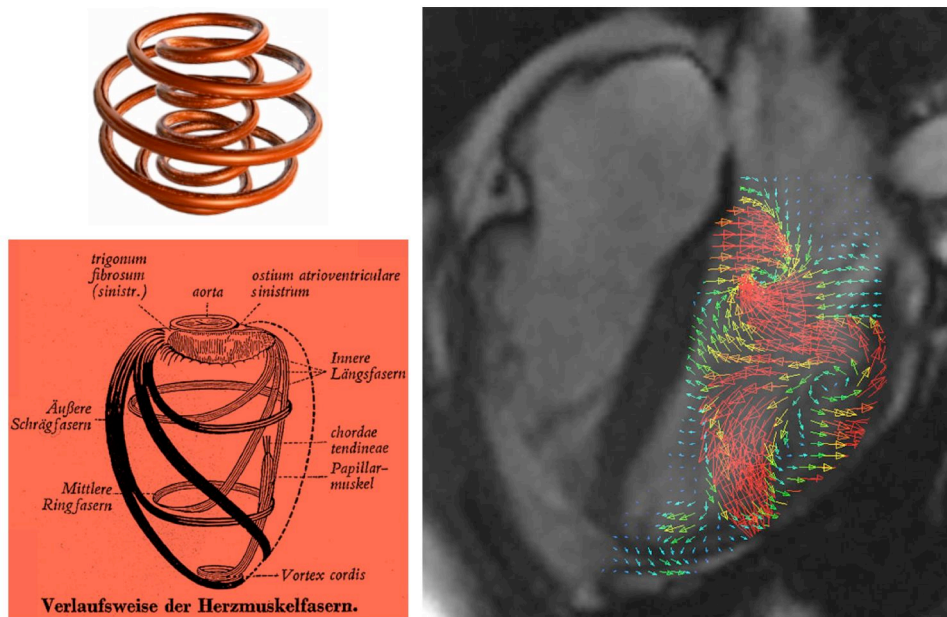 trigonum
fibrosum
(sinistr.)
aorta
ostium atrioventriculare
sinistrum
Innere
Längsfasern
Äußere
Schrägfasern
chordae
tendineae
Papillar-
muskel
Mittlere
Ringfasern
Vortex cordis
Verlaufsweise der Herzmuskelfasern.